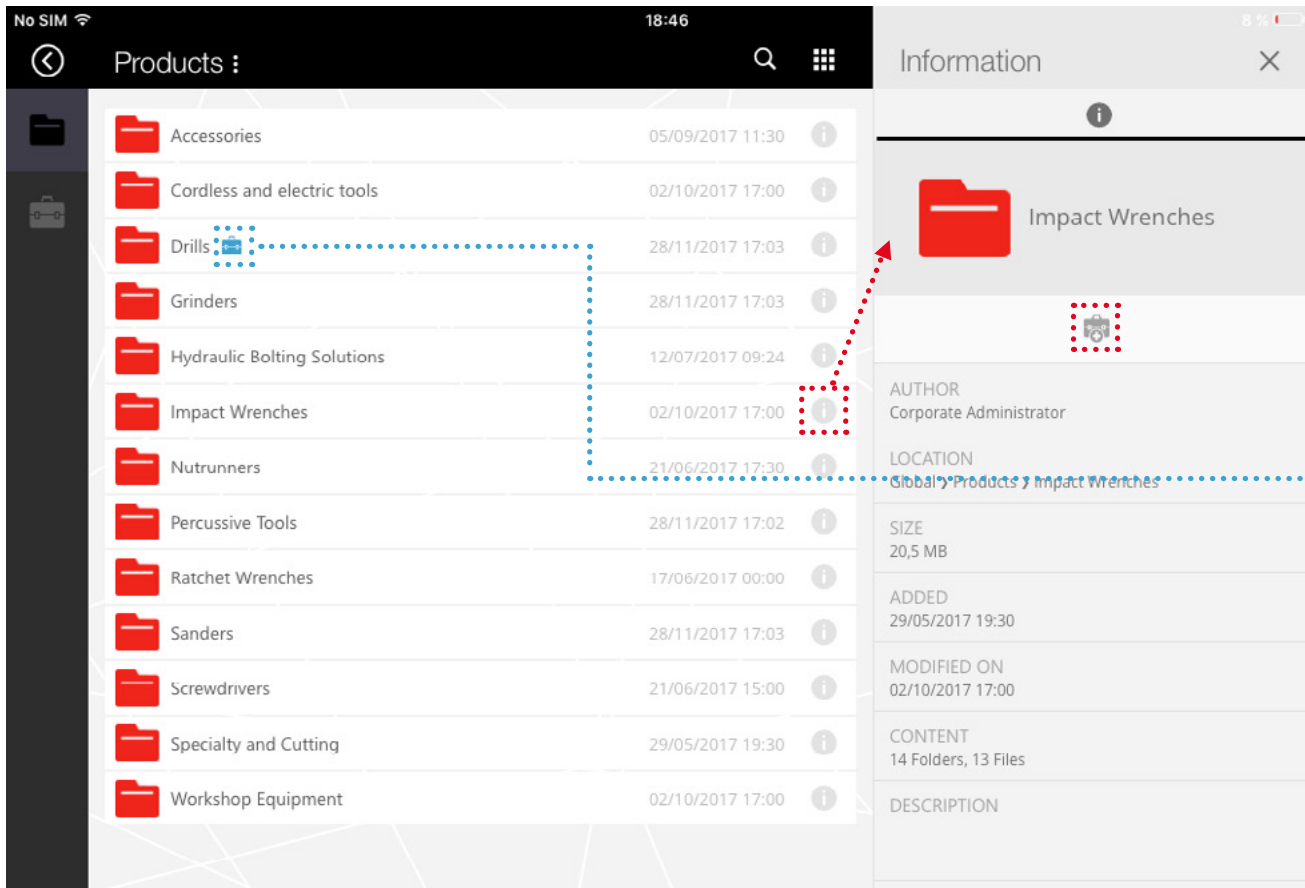 No SIM 18:46 8 %
Products
Information
Accessories 05/09/2017 11:30
Cordless and electric tools 02/10/2017 17:00
Drills 28/11/2017 17:03
Grinders 28/11/2017 17:03
Hydraulic Bolting Solutions 12/07/2017 09:24
Impact Wrenches 02/10/2017 17:00
Nutrunners 21/06/2017 17:30
Percussive Tools 28/11/2017 17:02
Ratchet Wrenches 17/06/2017 00:00
Sanders 28/11/2017 17:03
Screwdrivers 21/06/2017 15:00
Specialty and Cutting 29/05/2017 19:30
Workshop Equipment 02/10/2017 17:00
Impact Wrenches
AUTHOR
Corporate Administrator
LOCATION
Global ❯ Products ❯ Impact Wrenches
SIZE
20,5 MB
ADDED
29/05/2017 19:30
MODIFIED ON
02/10/2017 17:00
CONTENT
14 Folders, 13 Files
DESCRIPTION